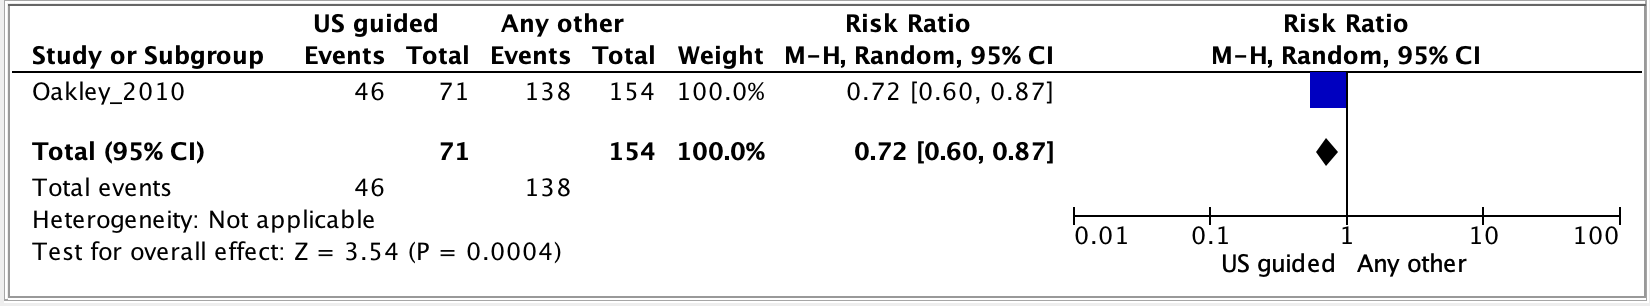 US guided Any other Risk Ratio Risk Ratio
Study or Subgroup Events Total Events Total Weight M-H, Random, 95% CI M-H, Random, 95% CI
Oakley_2010 46 71 138 154 100.0% 0.72 [0.60, 0.87]
Total (95% CI) 71 154 100.0% 0.72 [0.60, 0.87]
Total events 46 138
Heterogeneity: Not applicable
Test for overall effect: Z = 3.54 (P = 0.0004)
0.01 0.1 1 10 100
US guided Any other